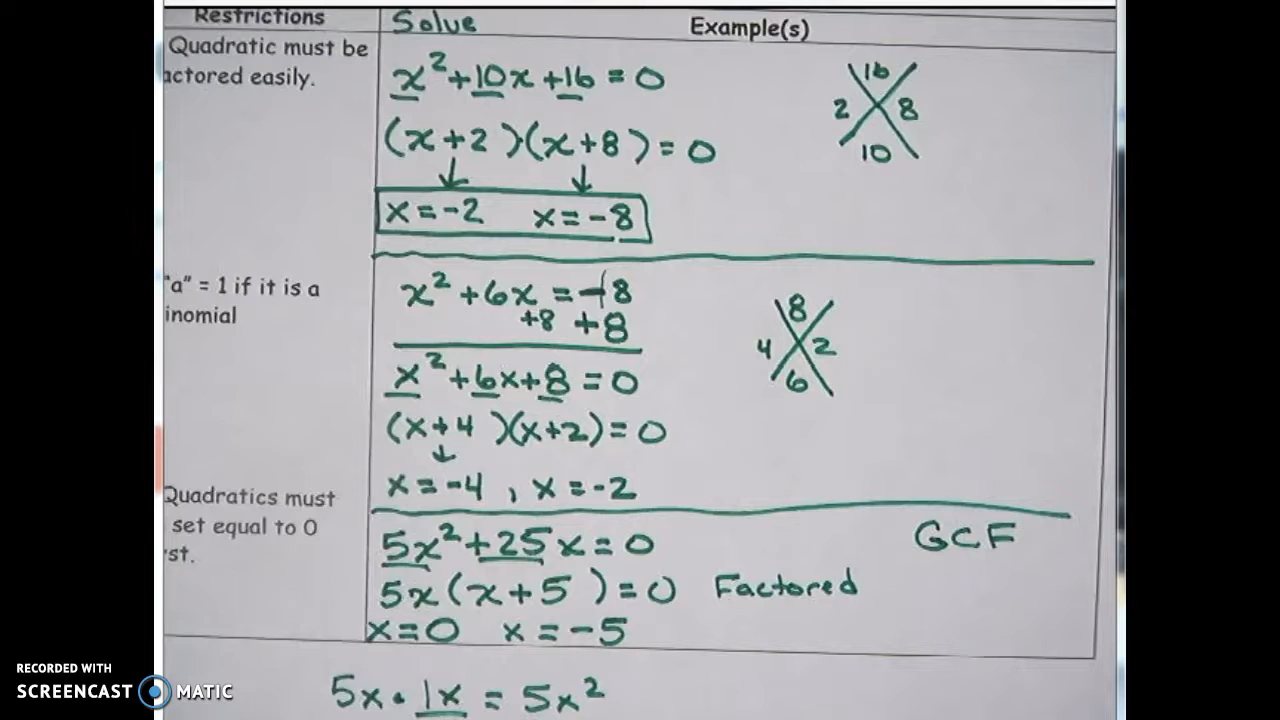 Restrictions
Solve
Example(s)
Quadratic must be
actored easily.
x² + 10x + 16 = 0
16
2 8
10
(x + 2)·(x + 8) = 0
x = -2 x = -8
"a" = 1 if it is a
inomial
x² + 6x = -8
+8 +8
8
4 2
6
x² + 6x + 8 = 0
(x + 4)(x + 2) = 0
x = -4, x = -2
Quadratics must
set equal to 0
st.
5x² + 25x = 0
GCF
5x(x + 5) = 0 Factored
x = 0 x = -5
5x · 1x = 5x²
RECORDED WITH
SCREENCAST MATIC